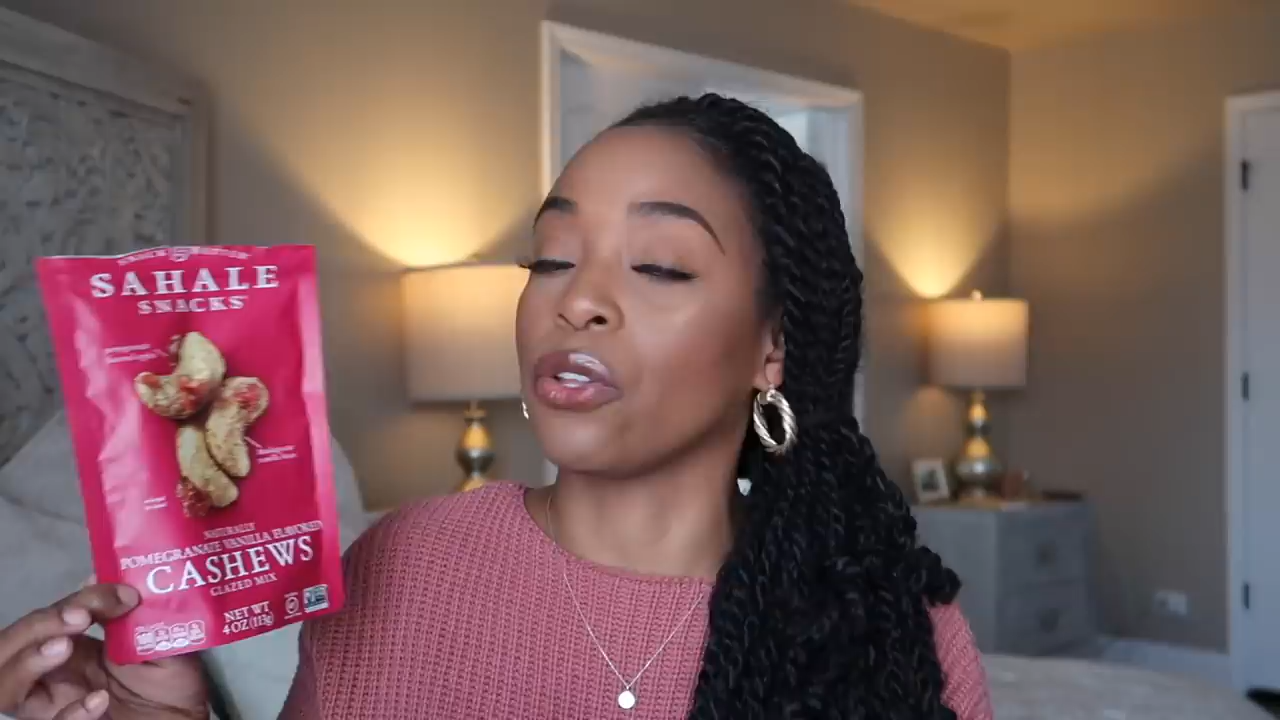 SAHALE
SNACKS
NATURALLY
POMEGRANATE VANILLA FLAVORED
CASHEWS
GLAZED MIX
NET WT
4 OZ (113g)